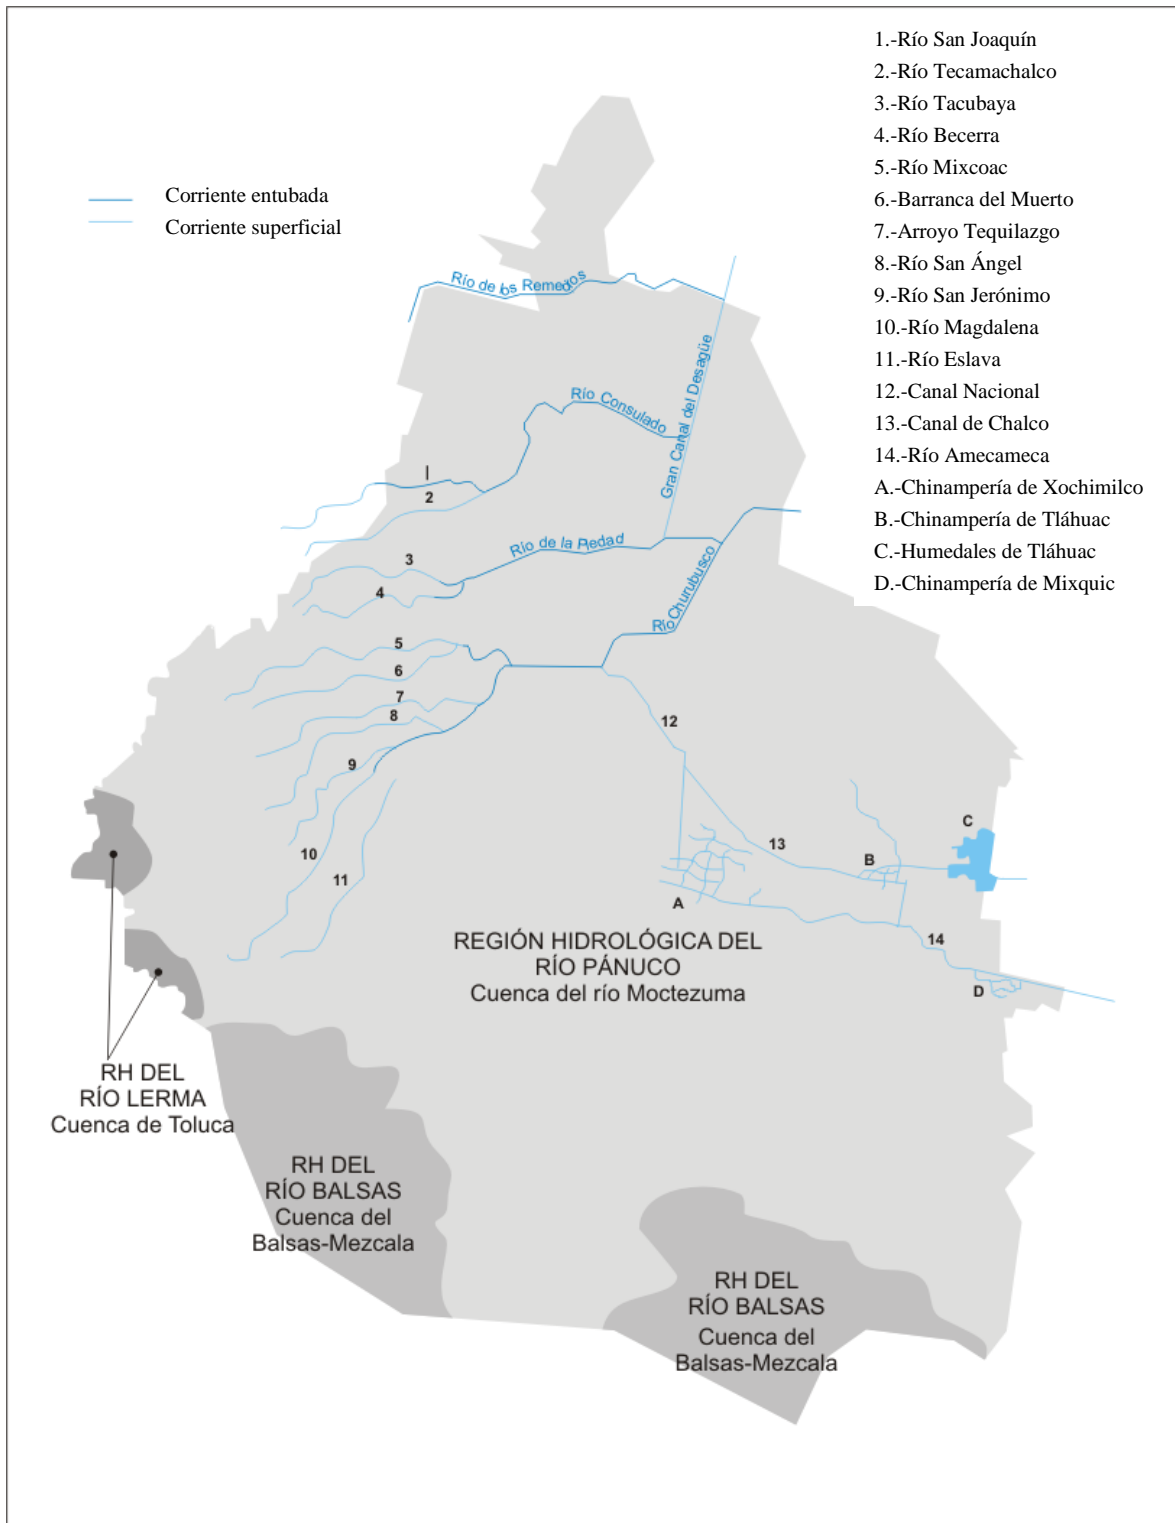 1.-Río San Joaquín
2.-Río Tecamachalco
3.-Río Tacubaya
4.-Río Becerra
5.-Río Mixcoac
6.-Barranca del Muerto
7.-Arroyo Tequilazgo
8.-Río San Ángel
9.-Río San Jerónimo
10.-Río Magdalena
11.-Río Eslava
12.-Canal Nacional
13.-Canal de Chalco
14.-Río Amecameca
A.-Chinampería de Xochimilco
B.-Chinampería de Tláhuac
C.-Humedales de Tláhuac
D.-Chinampería de Mixquic
Corriente entubada
Corriente superficial
Río de los Remedios
Gran Canal del Desagüe
Río Consulado
1
2
Río de la Piedad
3
4
Río Churubusco
5
6
7
8
9
10
11
12
13
A
B
C
14
D
REGIÓN HIDROLÓGICA DEL
RÍO PÁNUCO
Cuenca del río Moctezuma
RH DEL
RÍO LERMA
Cuenca de Toluca
RH DEL
RÍO BALSAS
Cuenca del
Balsas-Mezcala
RH DEL
RÍO BALSAS
Cuenca del
Balsas-Mezcala